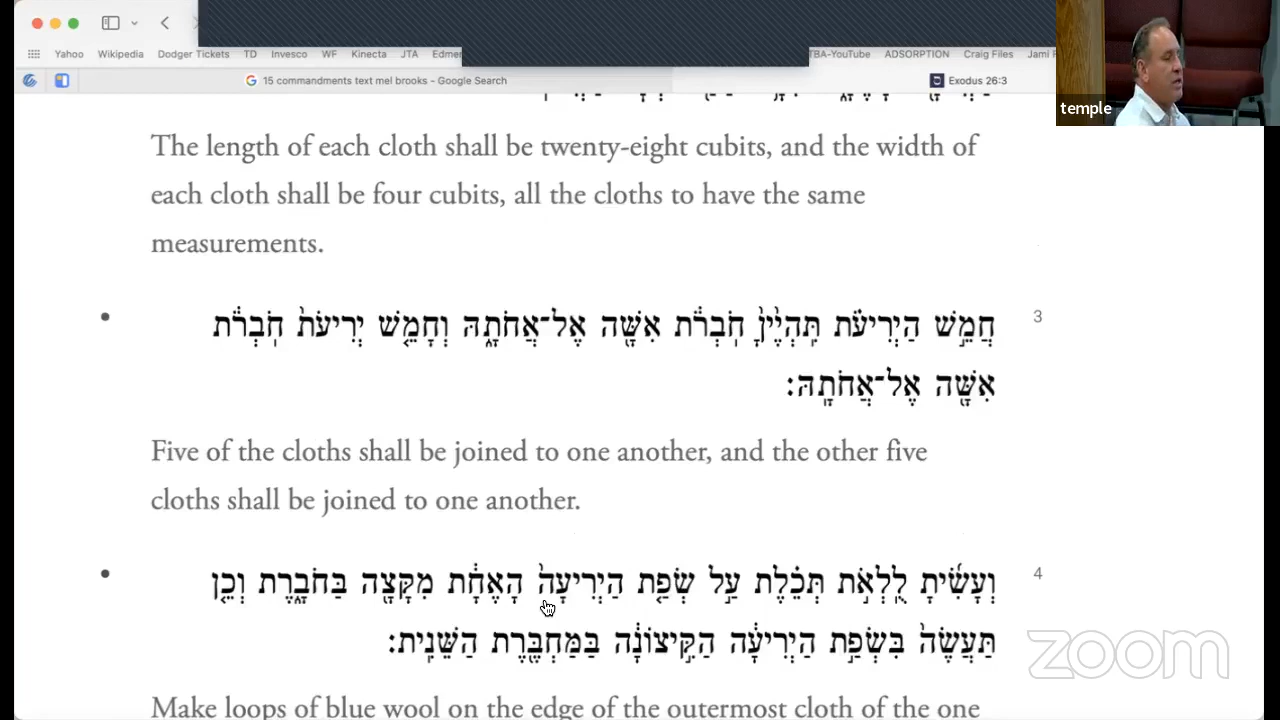 Yahoo Wikipedia Dodger Tickets TD Invesco WF Kinecta JTA TBA-YouTube ADSORPTION Craig Files
15 commandments text mel brooks - Google Search Exodus 26:3
temple
The length of each cloth shall be twenty-eight cubits, and the width of
each cloth shall be four cubits, all the cloths to have the same
measurements.
3
חֲמֵ֣שׁ הַיְרִיעֹ֗ת תִּֽהְיֶ֙יןָ֙ חֹֽבְרֹ֔ת אִשָּׁ֖ה אֶל־אֲחֹתָ֑הּ וְחָמֵ֤שׁ יְרִיעֹת֙ חֹֽבְרֹ֔ת
אִשָּׁ֖ה אֶל־אֲחֹתָֽהּ׃
Five of the cloths shall be joined to one another, and the other five
cloths shall be joined to one another.
4
וְעָשִׂ֜יתָ לֻֽלְאֹ֣ת תְּכֵ֗לֶת עַ֣ל שְׂפַ֤ת הַיְרִיעָה֙ הָאֶחָ֔ת מִקָּצָ֖ה בַּחֹבָ֑רֶת וְכֵ֤ן
תַּעֲשֶׂה֙ בִּשְׂפַ֣ת הַיְרִיעָ֔ה הַקִּ֣יצוֹנָ֔ה בַּמַּחְבֶּ֖רֶת הַשֵּׁנִֽית׃
zoom
Make loops of blue wool on the edge of the outermost cloth of the one